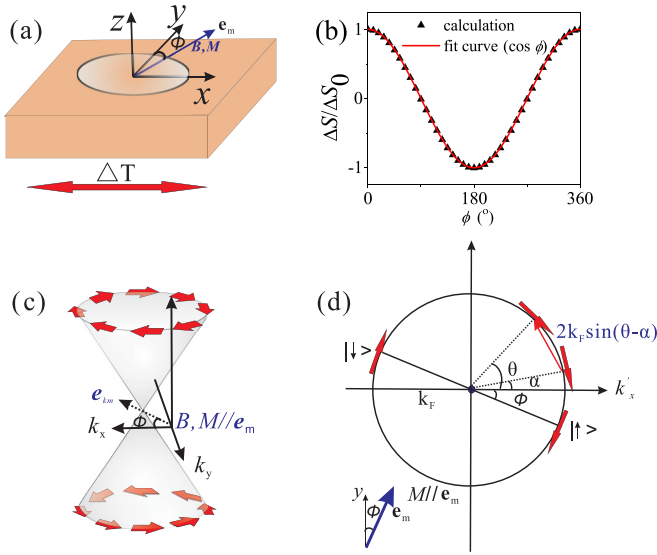 (a)
z
y
ϕ
e_m
B,M
x
△T
(b)
▲ calculation
fit curve (cos ϕ)
ΔS/ΔS0
1
0
-1
0
180
360
ϕ (°)
(c)
e_km
k_x
ϕ
B, M//e_m
k_y
(d)
2k_F sin(θ-α)
|↓>
θ
α
k_F
ϕ
k'_x
|↑>
y
ϕ
M// e_m
e_m